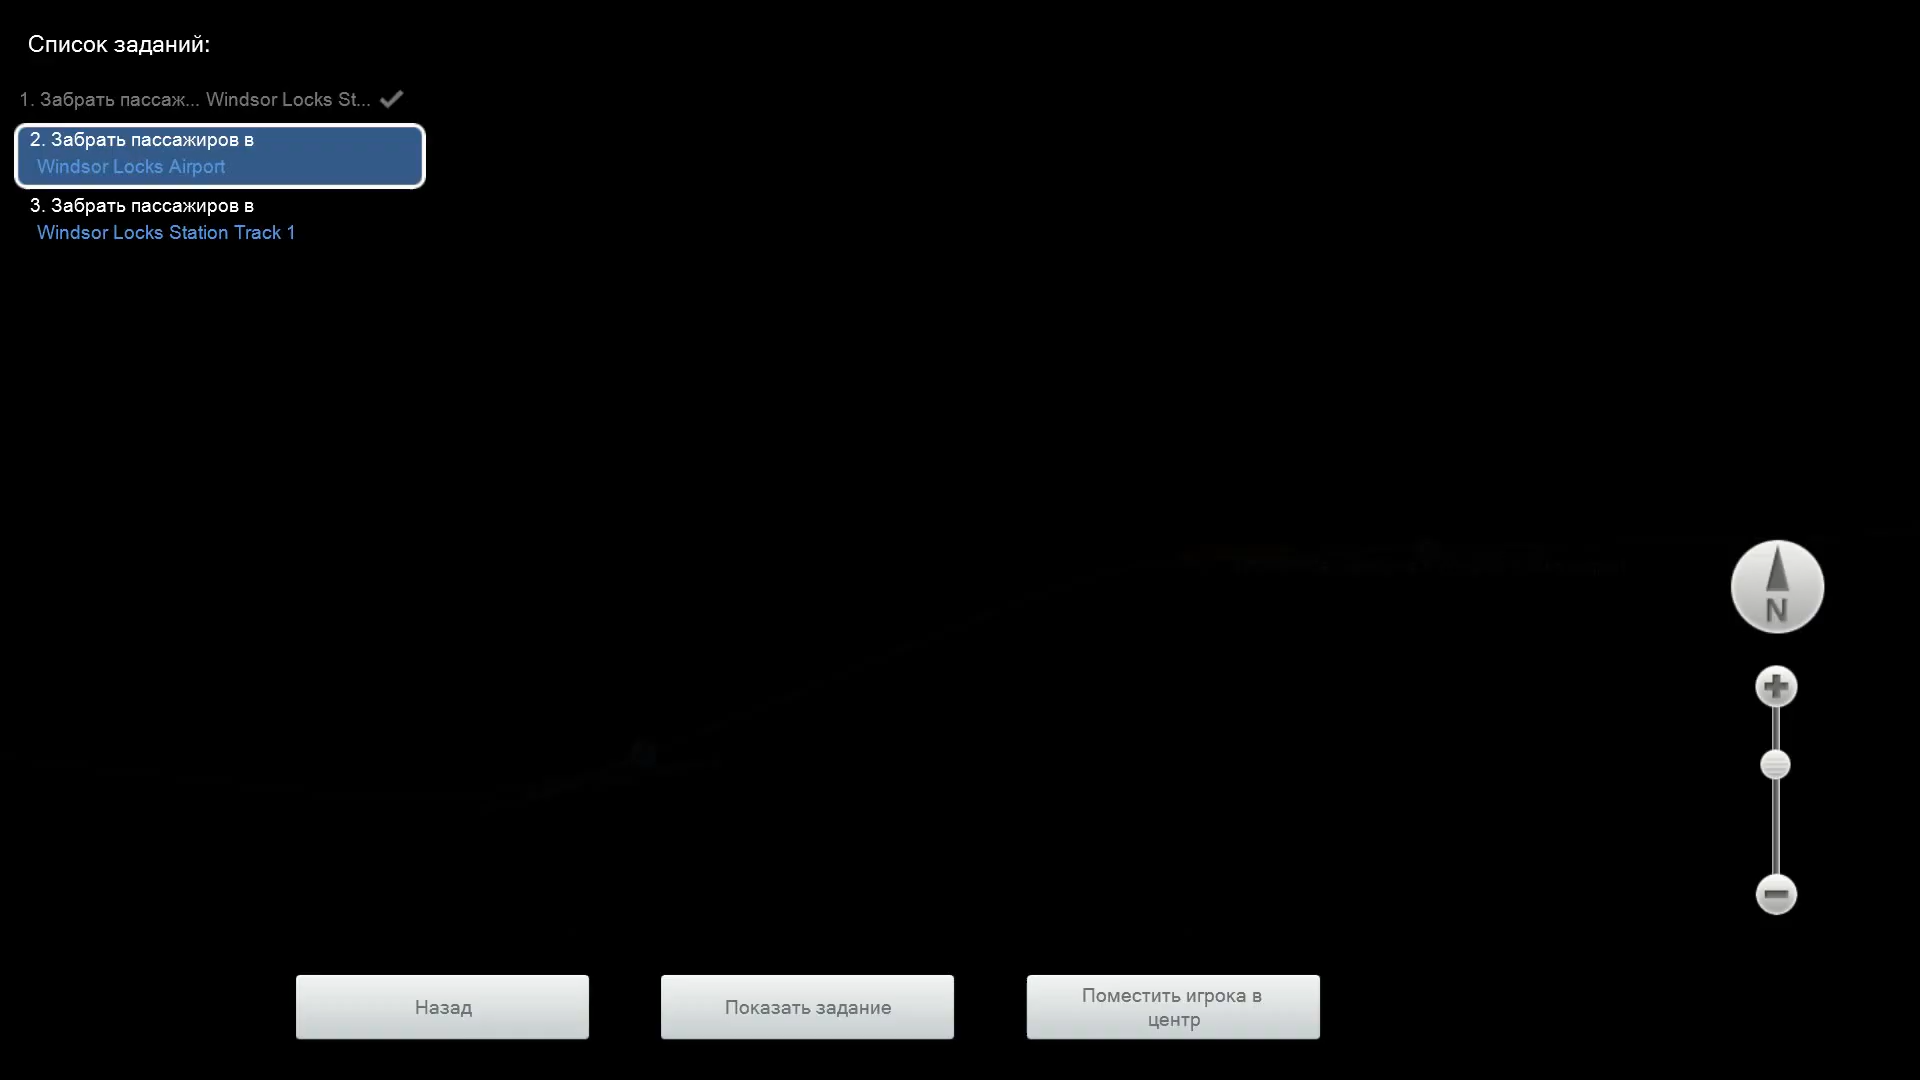 Список заданий:
1. Забрать пассаж... Windsor Locks St...
2. Забрать пассажиров в
Windsor Locks Airport
3. Забрать пассажиров в
Windsor Locks Station Track 1
N
Назад
Показать задание
Поместить игрока в
центр